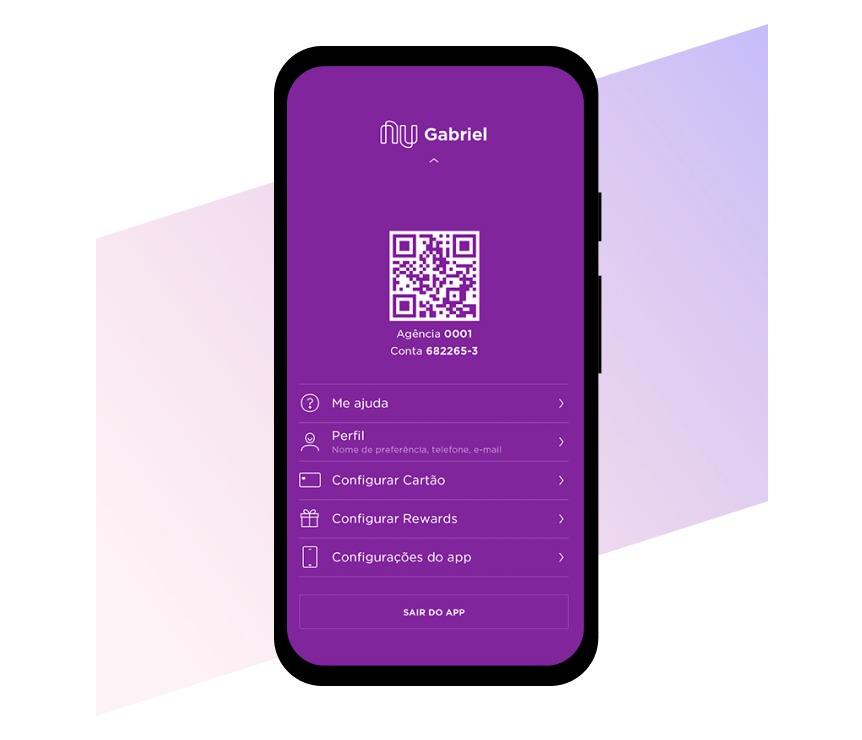 nu Gabriel
Agência 0001
Conta 682265-3
Me ajuda
Perfil
Nome de preferência, telefone, e-mail
Configurar Cartão
Configurar Rewards
Configurações do app
SAIR DO APP